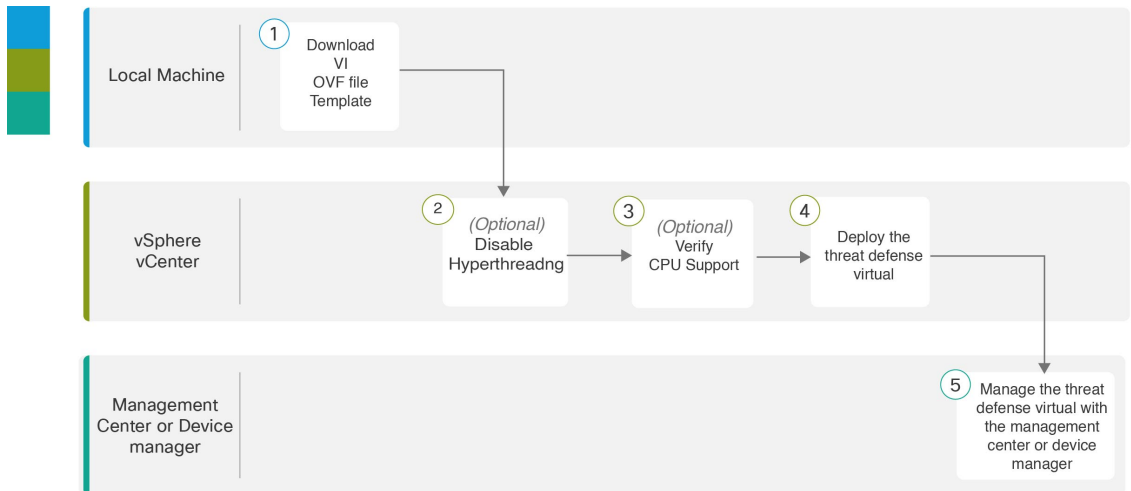 Local Machine
1
Download
VI
OVF file
Template
vSphere
vCenter
2
(Optional)
Disable
Hyperthreadng
3
(Optional)
Verify
CPU Support
4
Deploy the
threat defense
virtual
Management
Center or Device
manager
5
Manage the threat
defense virtual with
the management
center or device
manager